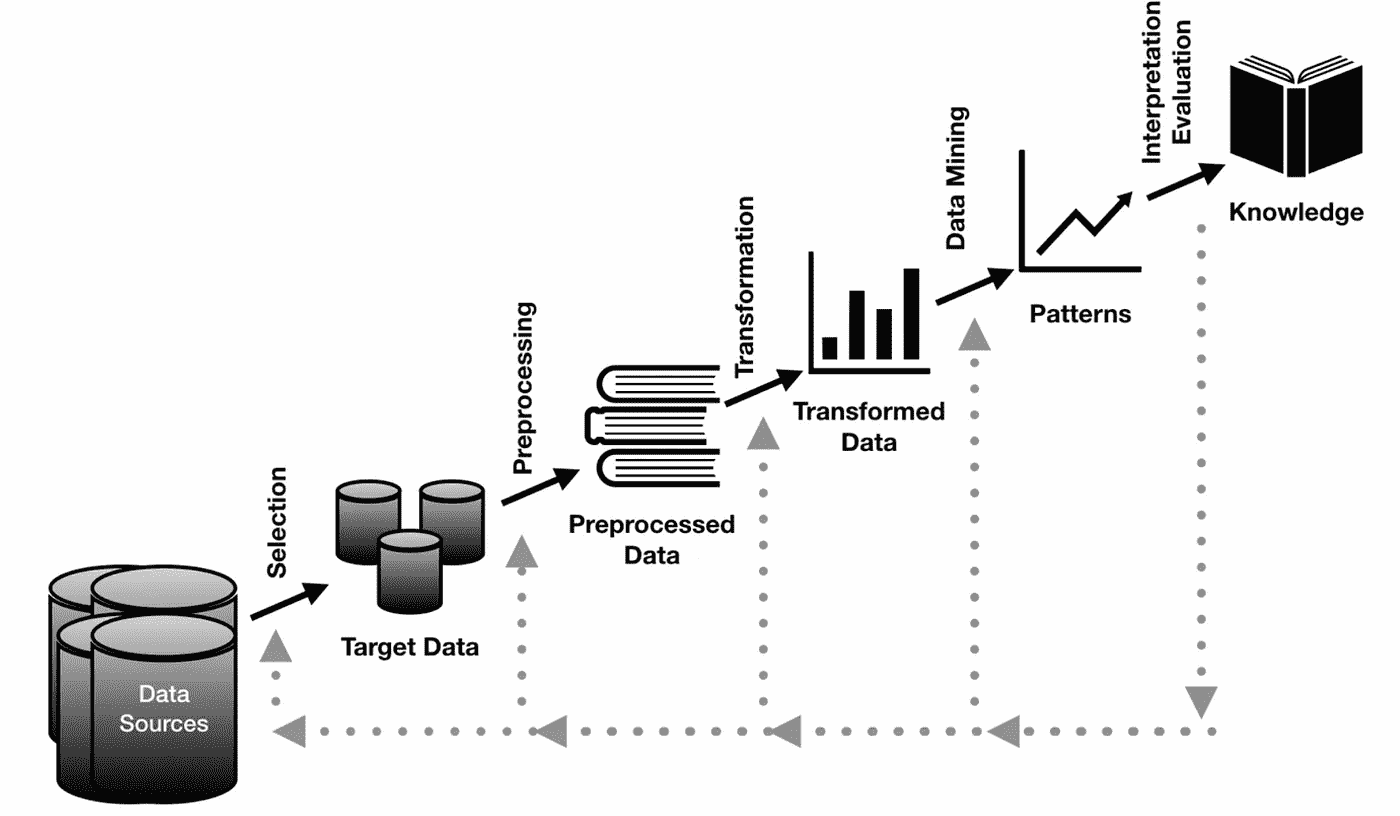 Data
Sources
Selection
Target Data
Preprocessing
Preprocessed
Data
Transformation
Transformed
Data
Data Mining
Patterns
Interpretation
Evaluation
Knowledge